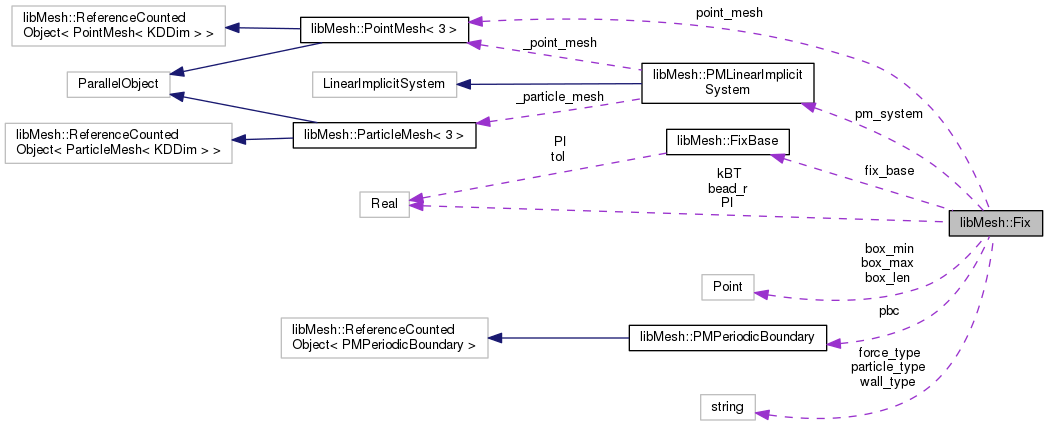 libMesh::ReferenceCounted
Object< PointMesh< KDDim > >
libMesh::PointMesh< 3 >
point_mesh
_point_mesh
ParallelObject
LinearImplicitSystem
libMesh::PMLinearImplicit
System
_particle_mesh
pm_system
libMesh::ReferenceCounted
Object< ParticleMesh< KDDim > >
libMesh::ParticleMesh< 3 >
PI
tol
libMesh::FixBase
fix_base
kBT
bead_r
PI
Real
libMesh::Fix
box_min
box_max
box_len
Point
pbc
libMesh::ReferenceCounted
Object< PMPeriodicBoundary >
libMesh::PMPeriodicBoundary
force_type
particle_type
wall_type
string